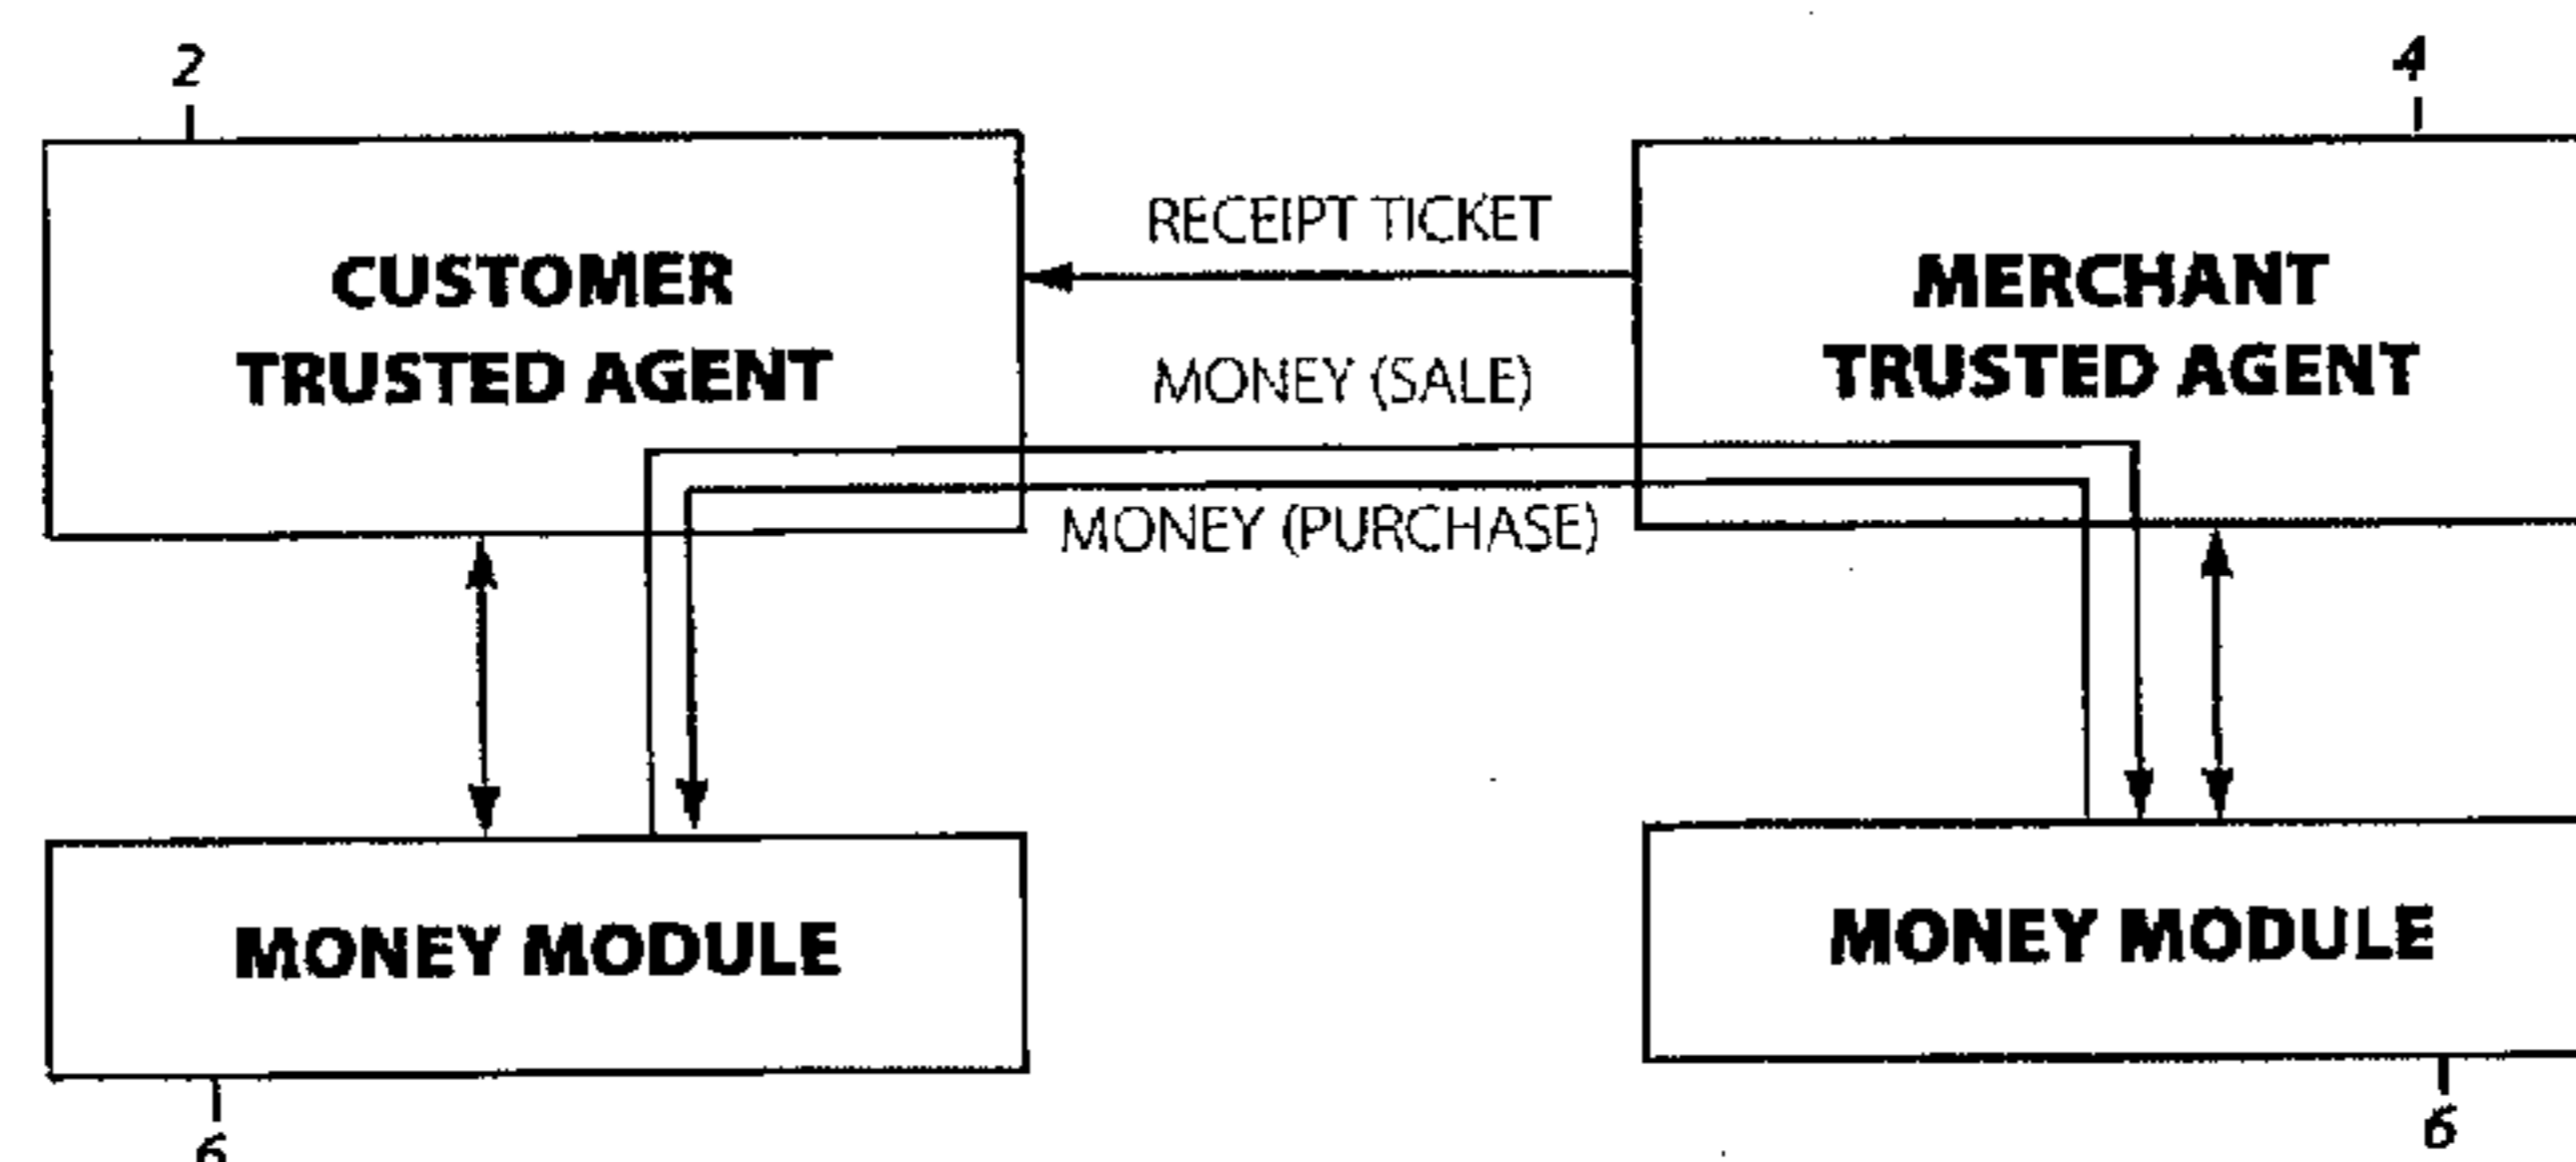 2
4
CUSTOMER
TRUSTED AGENT
RECEIPT TICKET
MONEY (SALE)
MONEY (PURCHASE)
MERCHANT
TRUSTED AGENT
MONEY MODULE
MONEY MODULE
6
6